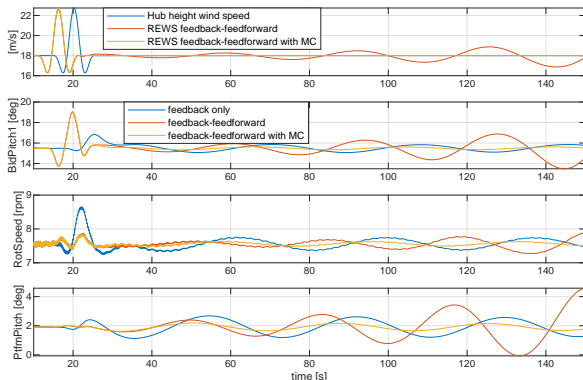 [m/s]
Hub height wind speed
REWS feedback-feedforward
REWS feedback-feedforward with MC
22
20
18
16
20 40 60 80 100 120 140
BldPitch1 [deg]
feedback only
feedback-feedforward
feedback-feedforward with MC
18
16
14
20 40 60 80 100 120 140
RotSpeed [rpm]
9
8
7
20 40 60 80 100 120 140
PtfmPitch [deg]
4
2
0
20 40 60 80 100 120 140
time [s]